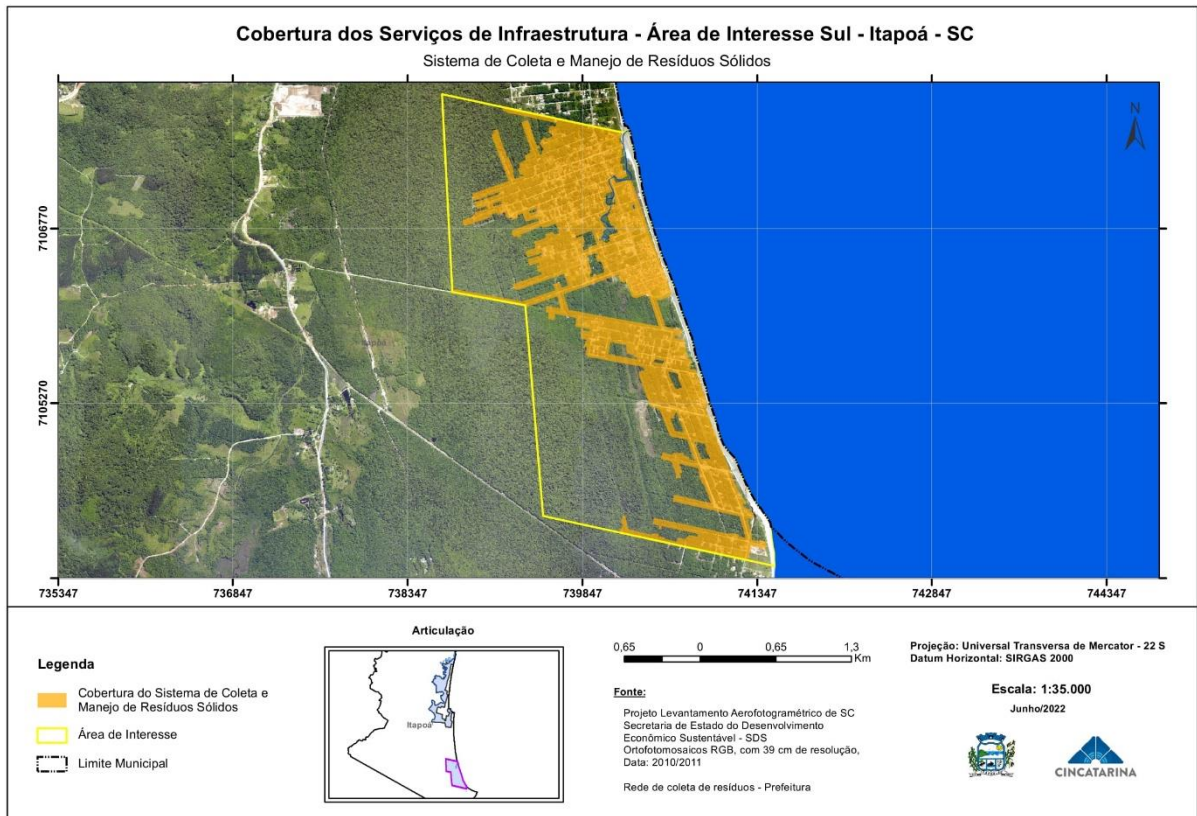 Cobertura dos Serviços de Infraestrutura - Área de Interesse Sul - Itapoá - SC
Sistema de Coleta e Manejo de Resíduos Sólidos
N
7106770
7105270
Itapoá
735347 736847 738347 739847 741347 742847 744347
Legenda
Cobertura do Sistema de Coleta e
Manejo de Resíduos Sólidos
Área de Interesse
Limite Municipal
Articulação
Itapoá
0,65 0 0,65 1,3
Km
Fonte:
Projeto Levantamento Aerofotogramétrico de SC
Secretaria de Estado do Desenvolvimento
Econômico Sustentável - SDS
Ortofotomosaicos RGB, com 39 cm de resolução,
Data: 2010/2011
Rede de coleta de resíduos - Prefeitura
Projeção: Universal Transversa de Mercator - 22 S
Datum Horizontal: SIRGAS 2000
Escala: 1:35.000
Junho/2022
CINCATARINA